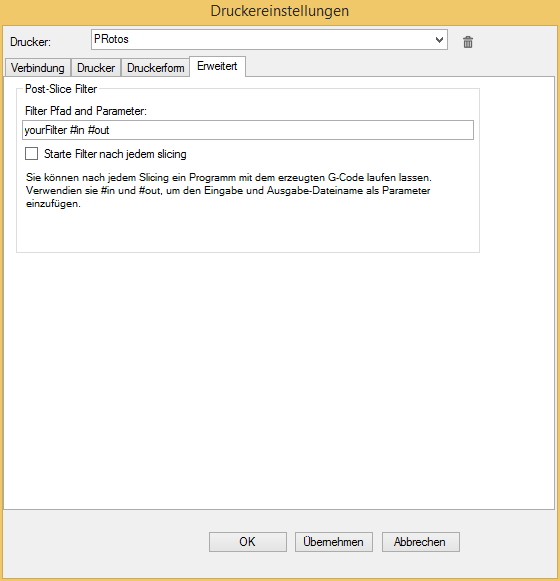 Druckereinstellungen
Drucker: PRotos
Verbindung Drucker Druckerform Erweitert
Post-Slice Filter
Filter Pfad and Parameter:
yourFilter #in #out
Starte Filter nach jedem slicing
Sie können nach jedem Slicing ein Programm mit dem erzeugten G-Code laufen lassen.
Verwendien sie #in und #out, um den Eingabe und Ausgabe-Dateiname als Parameter
einzufügen.
OK Übernehmen Abbrechen